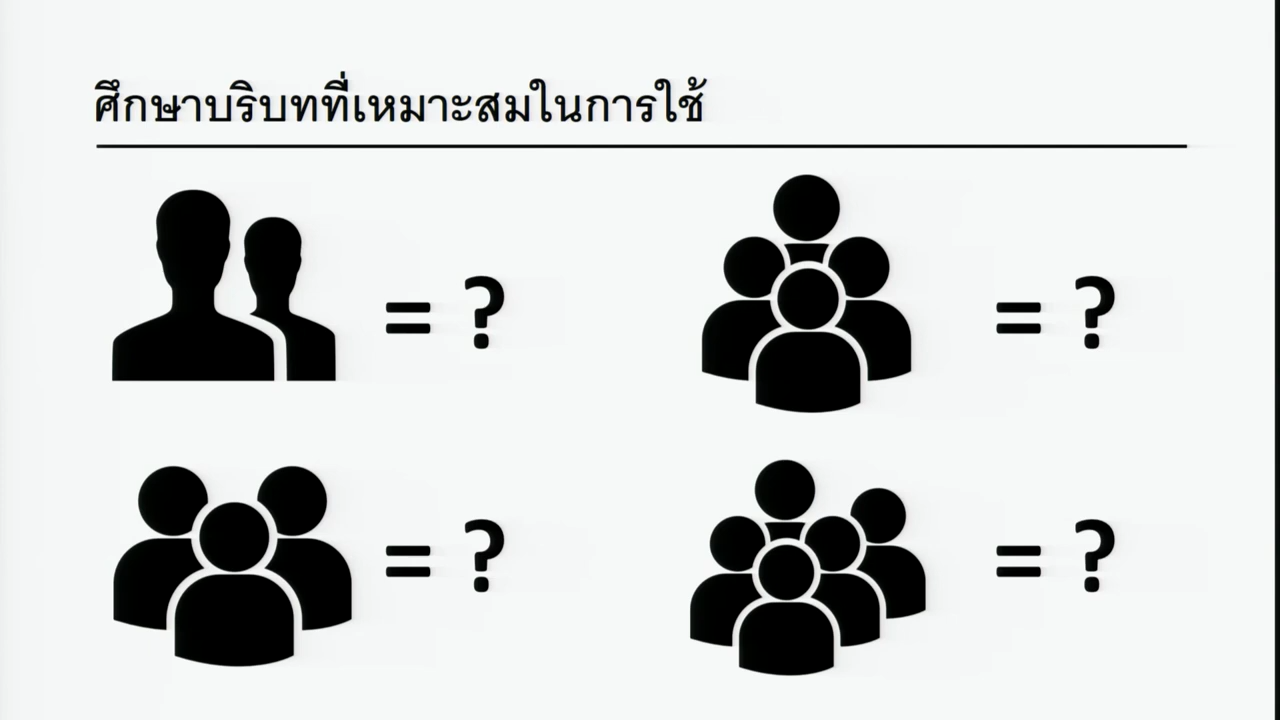 ศึกษาบริบทที่เหมาะสมในการใช้
= ?
= ?
= ?
= ?